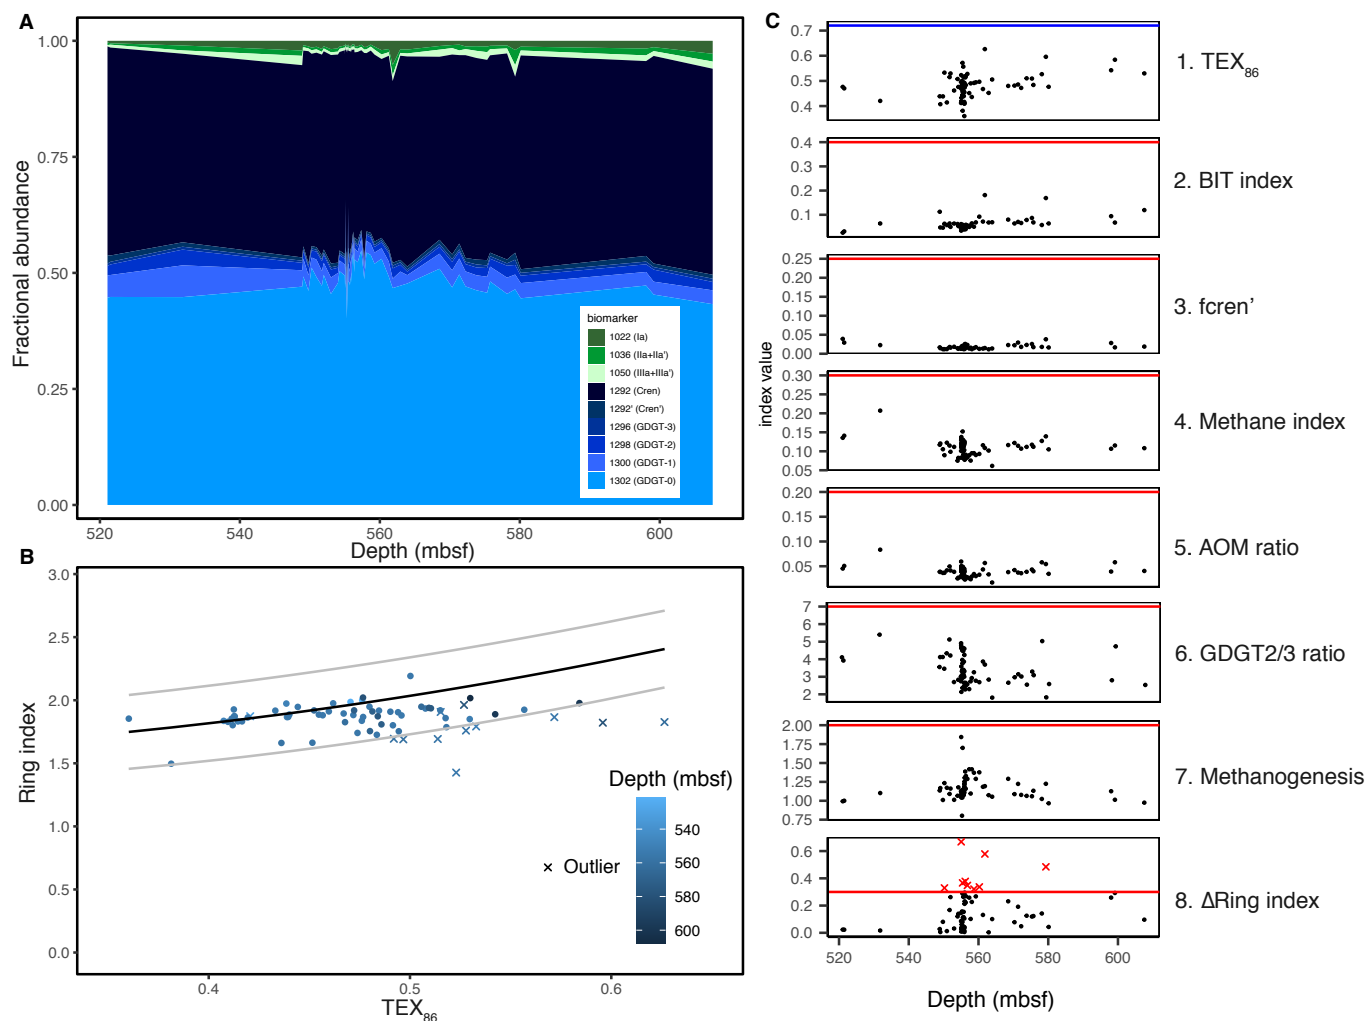 A
1.00
0.75
0.50
0.25
0.00
Fractional abundance
520
540
560
580
600
Depth (mbsf)
biomarker
1022 (Ia)
1036 (IIa+IIa')
1050 (IIIa+IIIa')
1292 (Cren)
1292' (Cren')
1296 (GDGT-3)
1298 (GDGT-2)
1300 (GDGT-1)
1302 (GDGT-0)
B
3.0
2.5
2.0
1.5
1.0
0.5
0.0
Ring index
0.4
0.5
0.6
TEX86
Outlier
Depth (mbsf)
540
560
580
600
C
index value
0.7
0.6
0.5
0.4
1. TEX86
0.4
0.3
0.2
0.1
2. BIT index
0.25
0.20
0.15
0.10
0.05
0.00
3. fcren’
0.30
0.25
0.20
0.15
0.10
0.05
4. Methane index
0.20
0.15
0.10
0.05
5. AOM ratio
7
6
5
4
3
2
6. GDGT2/3 ratio
2.00
1.75
1.50
1.25
1.00
0.75
7. Methanogenesis
0.6
0.4
0.2
0.0
8. ΔRing index
520
540
560
580
600
Depth (mbsf)